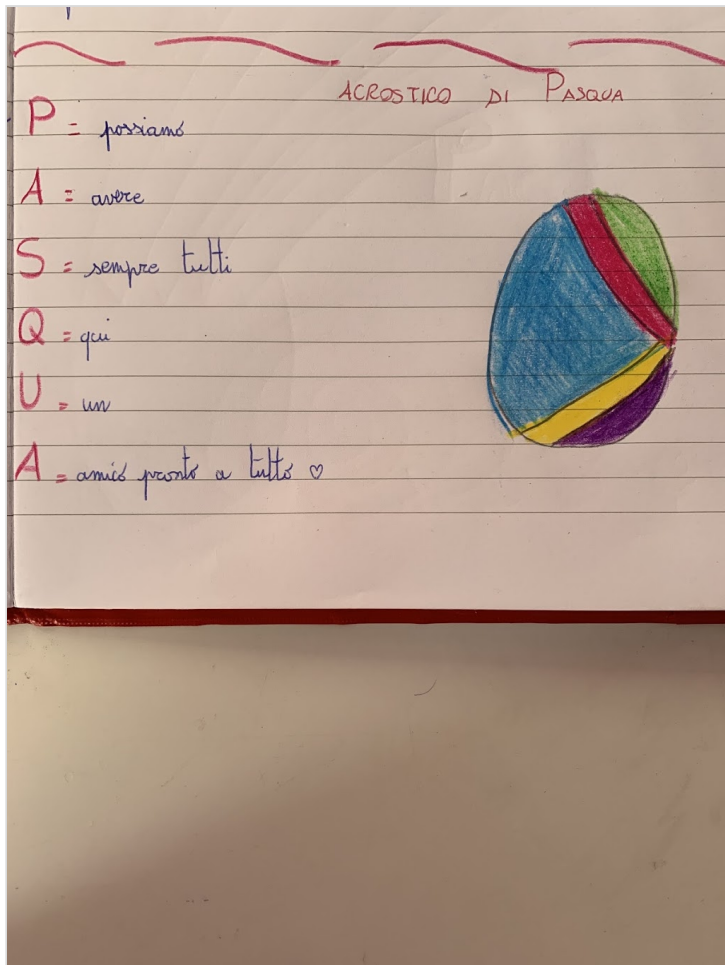 ACROSTICO DI PASQUA
P = possiamo
A = avere
S = sempre tutti
Q = qui
U = un
A = amico pronto a tutto ♡